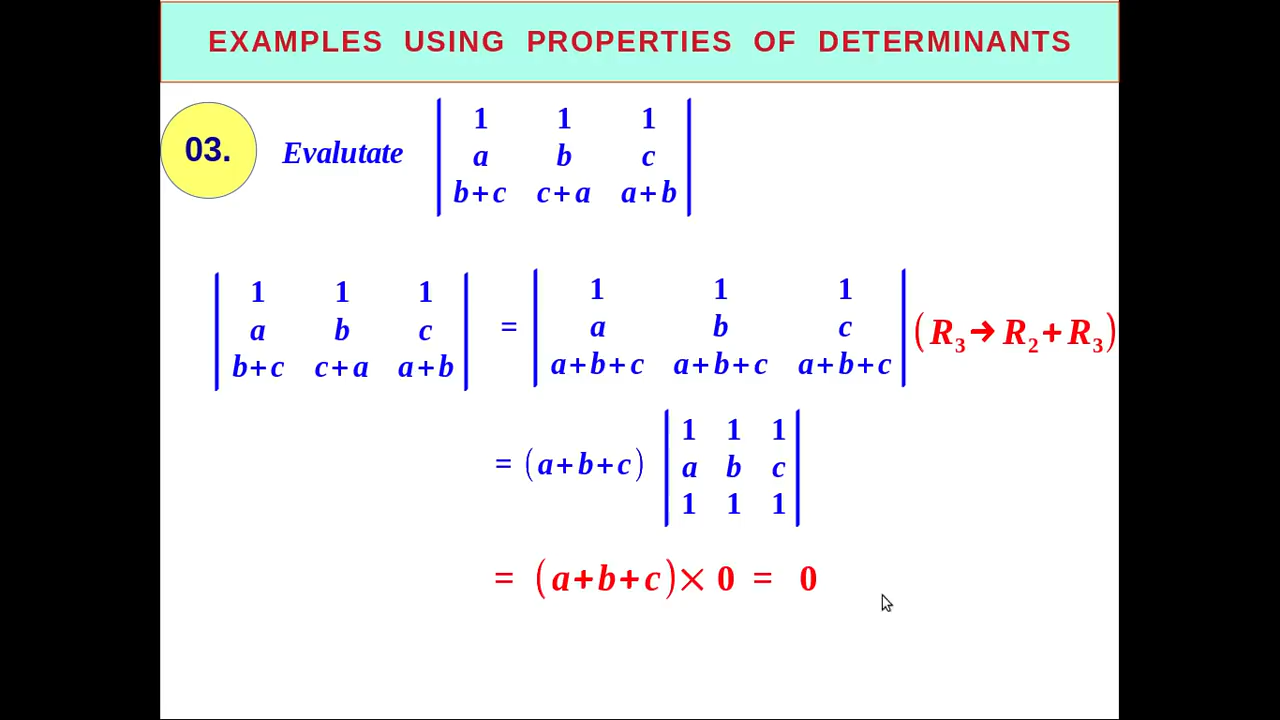 EXAMPLES USING PROPERTIES OF DETERMINANTS
03. Evalutate | 1 1 1 |
| a b c |
| b+c c+a a+b |
| 1 1 1 | = | 1 1 1 | (R₃→R₂+R₃)
| a b c | | a b c |
| b+c c+a a+b | | a+b+c a+b+c a+b+c |
= (a+b+c) | 1 1 1 |
| a b c |
| 1 1 1 |
= (a+b+c)× 0 = 0